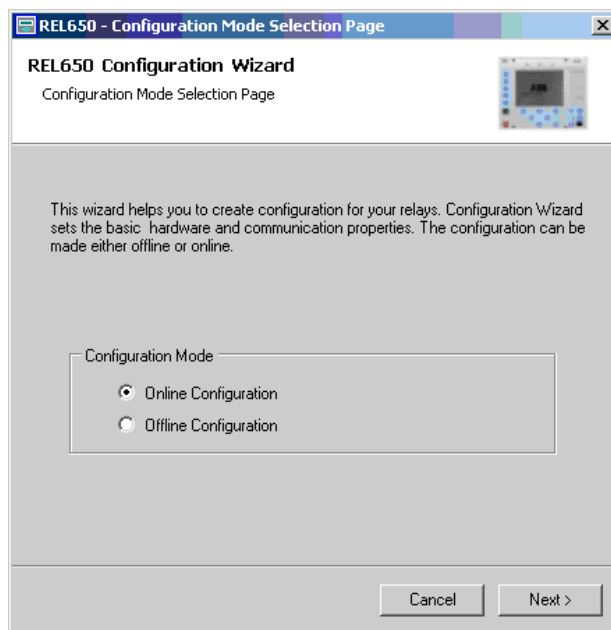 REL650 - Configuration Mode Selection Page
REL650 Configuration Wizard
Configuration Mode Selection Page
ABB
This wizard helps you to create configuration for your relays. Configuration Wizard
sets the basic hardware and communication properties. The configuration can be
made either offline or online.
Configuration Mode
Online Configuration
Offline Configuration
Cancel
Next >